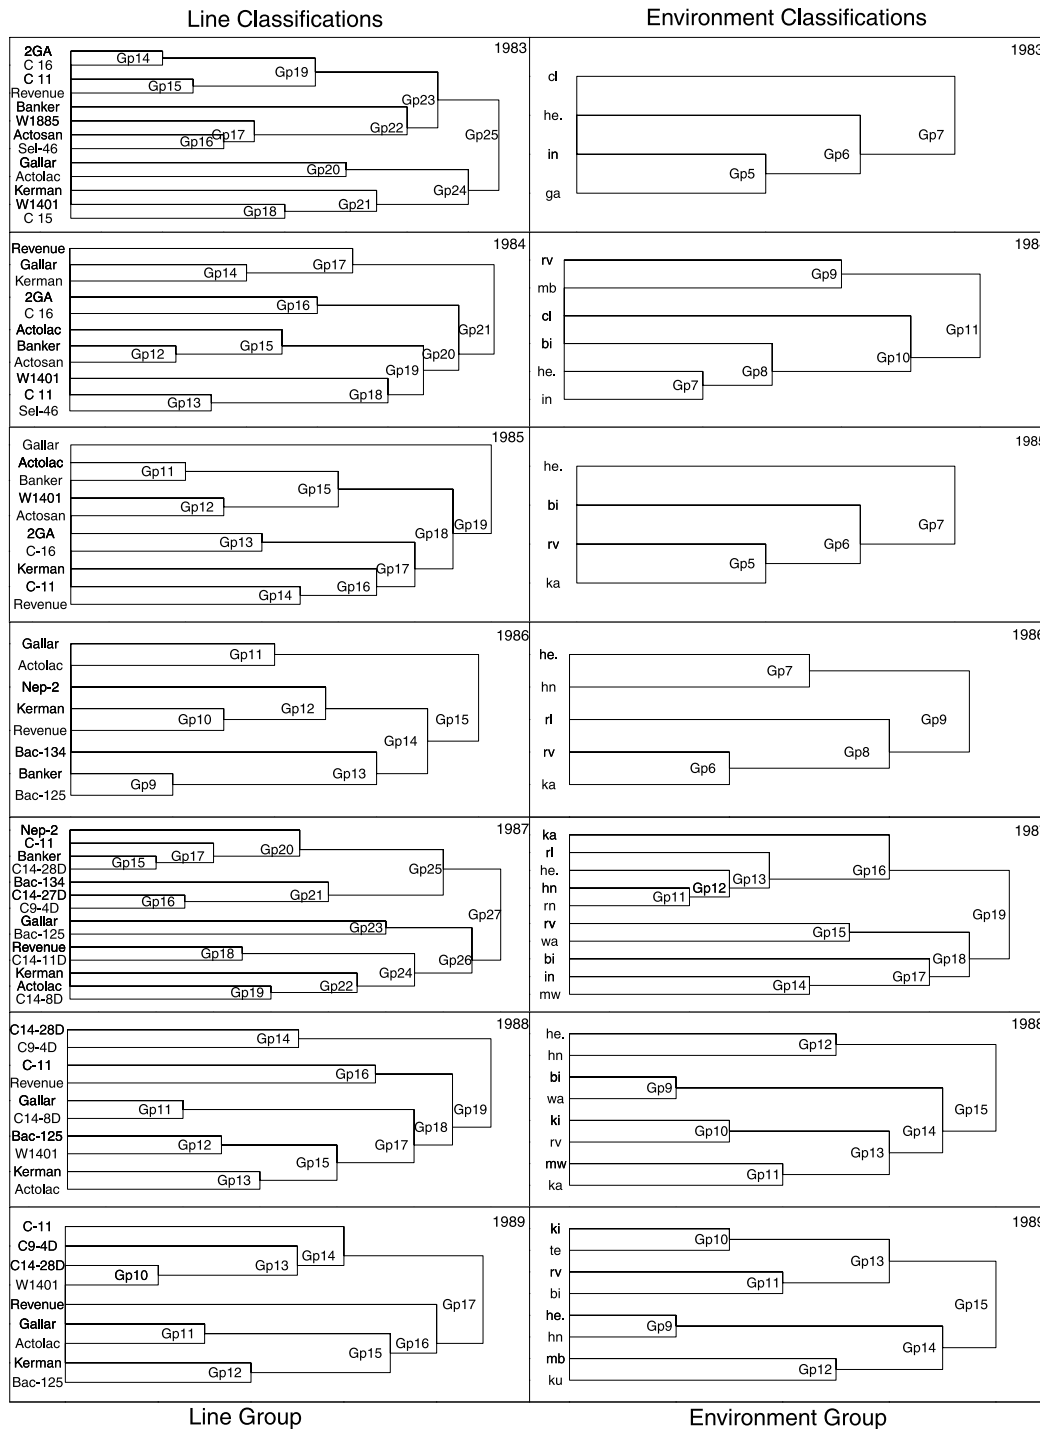 Line Classifications
Environment Classifications
1983
2GA
C 16
C 11
Revenue
Banker
W1885
Actosan
Sel-46
Gallar
Actolac
Kerman
W1401
C 15
Gp14
Gp15
Gp19
Gp23
Gp22
Gp17
Gp16
Gp25
Gp20
Gp24
Gp21
Gp18
1983
cl
he.
in
ga
Gp7
Gp6
Gp5
1984
Revenue
Gallar
Kerman
2GA
C 16
Actolac
Banker
Actosan
W1401
C 11
Sel-46
Gp17
Gp14
Gp16
Gp21
Gp15
Gp12
Gp20
Gp19
Gp18
Gp13
1984
rv
mb
cl
bi
he.
in
Gp9
Gp11
Gp10
Gp8
Gp7
1985
Gallar
Actolac
Banker
W1401
Actosan
2GA
C-16
Kerman
C-11
Revenue
Gp11
Gp15
Gp12
Gp18
Gp19
Gp13
Gp17
Gp16
Gp14
1985
he.
bi
rv
ka
Gp7
Gp6
Gp5
1986
Gallar
Actolac
Nep-2
Kerman
Revenue
Bac-134
Banker
Bac-125
Gp11
Gp12
Gp10
Gp15
Gp14
Gp13
Gp9
1986
he.
hn
rl
rv
ka
Gp7
Gp9
Gp8
Gp6
1987
Nep-2
C-11
Banker
C14-28D
Bac-134
C14-27D
C9-4D
Gallar
Bac-125
Revenue
C14-11D
Kerman
Actolac
C14-8D
Gp20
Gp17
Gp15
Gp25
Gp21
Gp16
Gp27
Gp23
Gp18
Gp26
Gp24
Gp22
Gp19
1987
ka
rl
he.
hn
rn
rv
wa
bi
in
mw
Gp16
Gp13
Gp12
Gp11
Gp19
Gp15
Gp18
Gp17
Gp14
1988
C14-28D
C9-4D
C-11
Revenue
Gallar
C14-8D
Bac-125
W1401
Kerman
Actolac
Gp14
Gp16
Gp19
Gp11
Gp18
Gp12
Gp17
Gp15
Gp13
1988
he.
hn
bi
wa
ki
rv
mw
ka
Gp12
Gp9
Gp15
Gp10
Gp14
Gp13
Gp11
1989
C-11
C9-4D
C14-28D
W1401
Revenue
Gallar
Actolac
Kerman
Bac-125
Gp14
Gp13
Gp10
Gp17
Gp11
Gp16
Gp15
Gp12
1989
ki
te
rv
bi
he.
hn
mb
ku
Gp10
Gp13
Gp11
Gp15
Gp9
Gp14
Gp12
Line Group
Environment Group